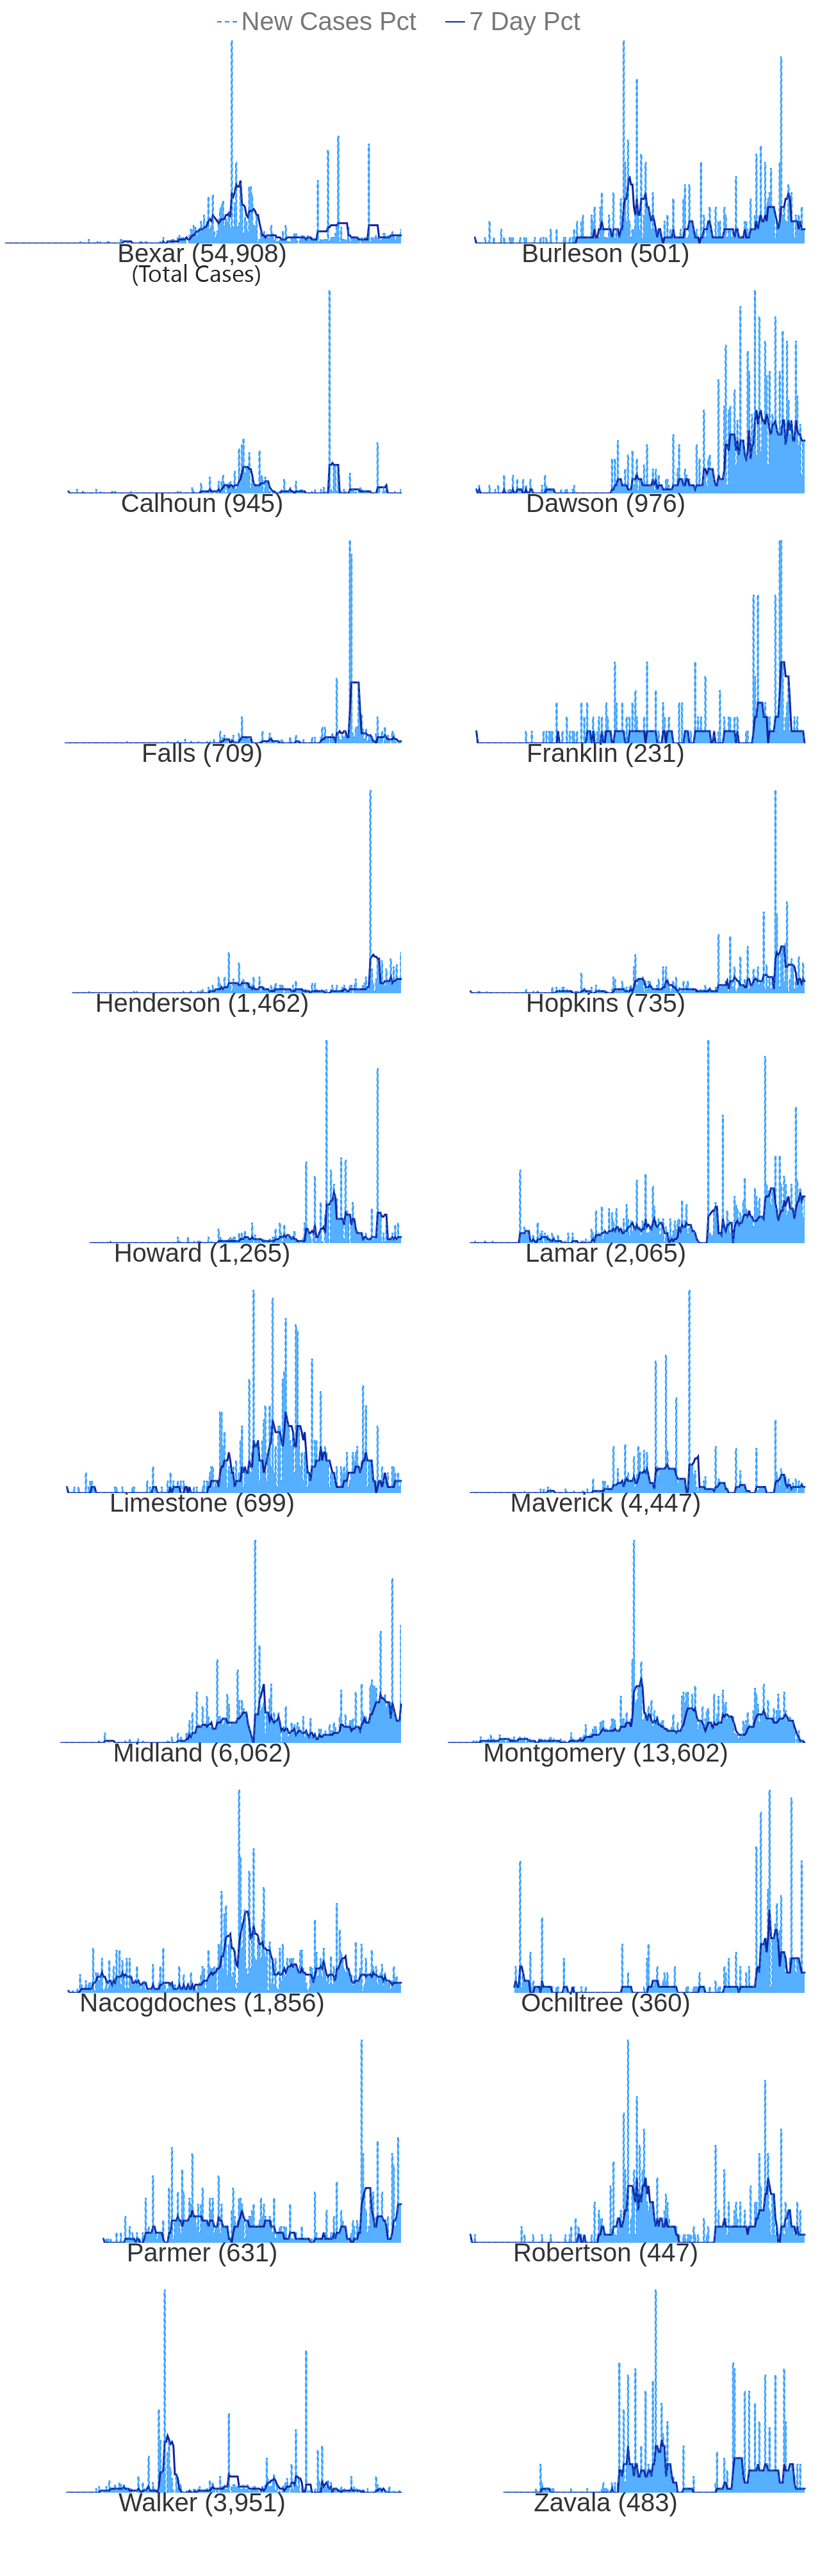 New Cases Pct 7 Day Pct
Bexar (54,908) Burleson (501)
(Total Cases)
Calhoun (945) Dawson (976)
Falls (709) Franklin (231)
Henderson (1,462) Hopkins (735)
Howard (1,265) Lamar (2,065)
Limestone (699) Maverick (4,447)
Midland (6,062) Montgomery (13,602)
Nacogdoches (1,856) Ochiltree (360)
Parmer (631) Robertson (447)
Walker (3,951) Zavala (483)